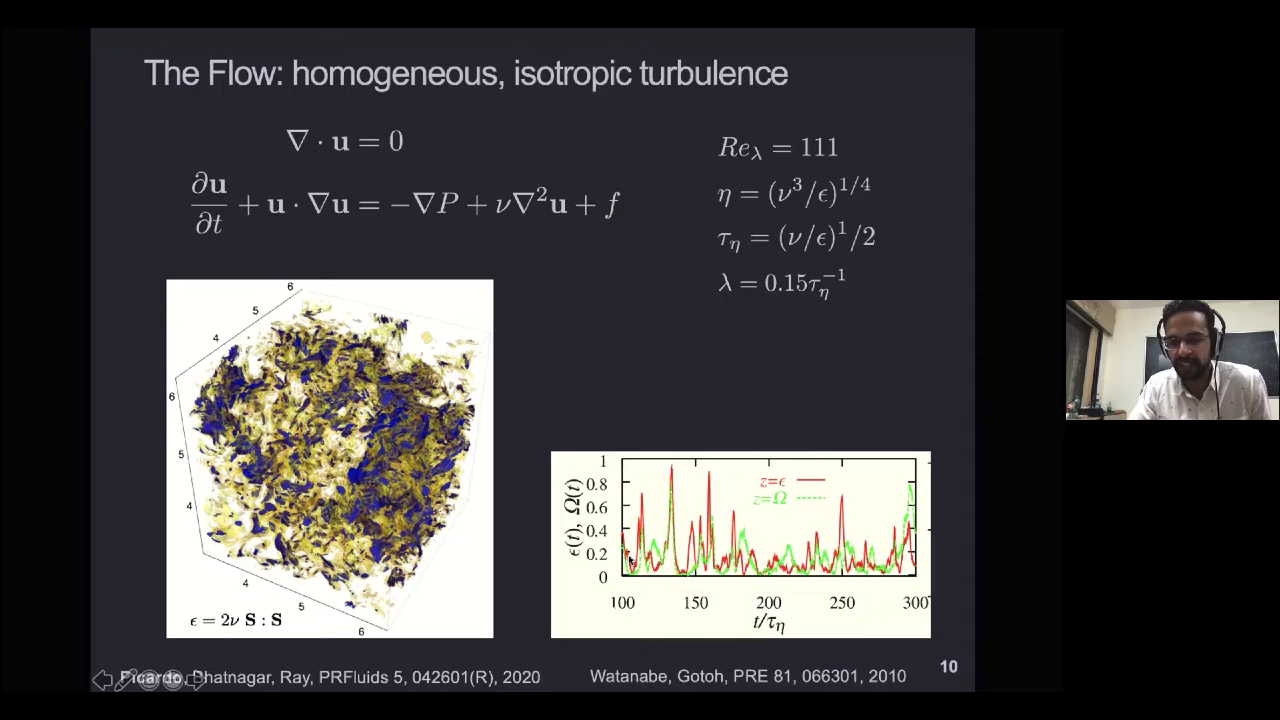 The Flow: homogeneous, isotropic turbulence
∇ · u = 0
∂u/∂t + u · ∇u = −∇P + ν∇²u + f
Re_λ = 111
η = (ν³/ϵ)^{1/4}
τ_η = (ν/ϵ)^1/2
λ = 0.15τ_η^{−1}
6
5
4
6
5
4
4
5
6
ϵ = 2ν S : S
1
0.8
0.6
0.4
0.2
0
ϵ(t), Ω(t)
z=ϵ
z=Ω
100 150 200 250 300
t/τ_η
Picardo, Bhatnagar, Ray, PRFluids 5, 042601(R), 2020
Watanabe, Gotoh, PRE 81, 066301, 2010
10